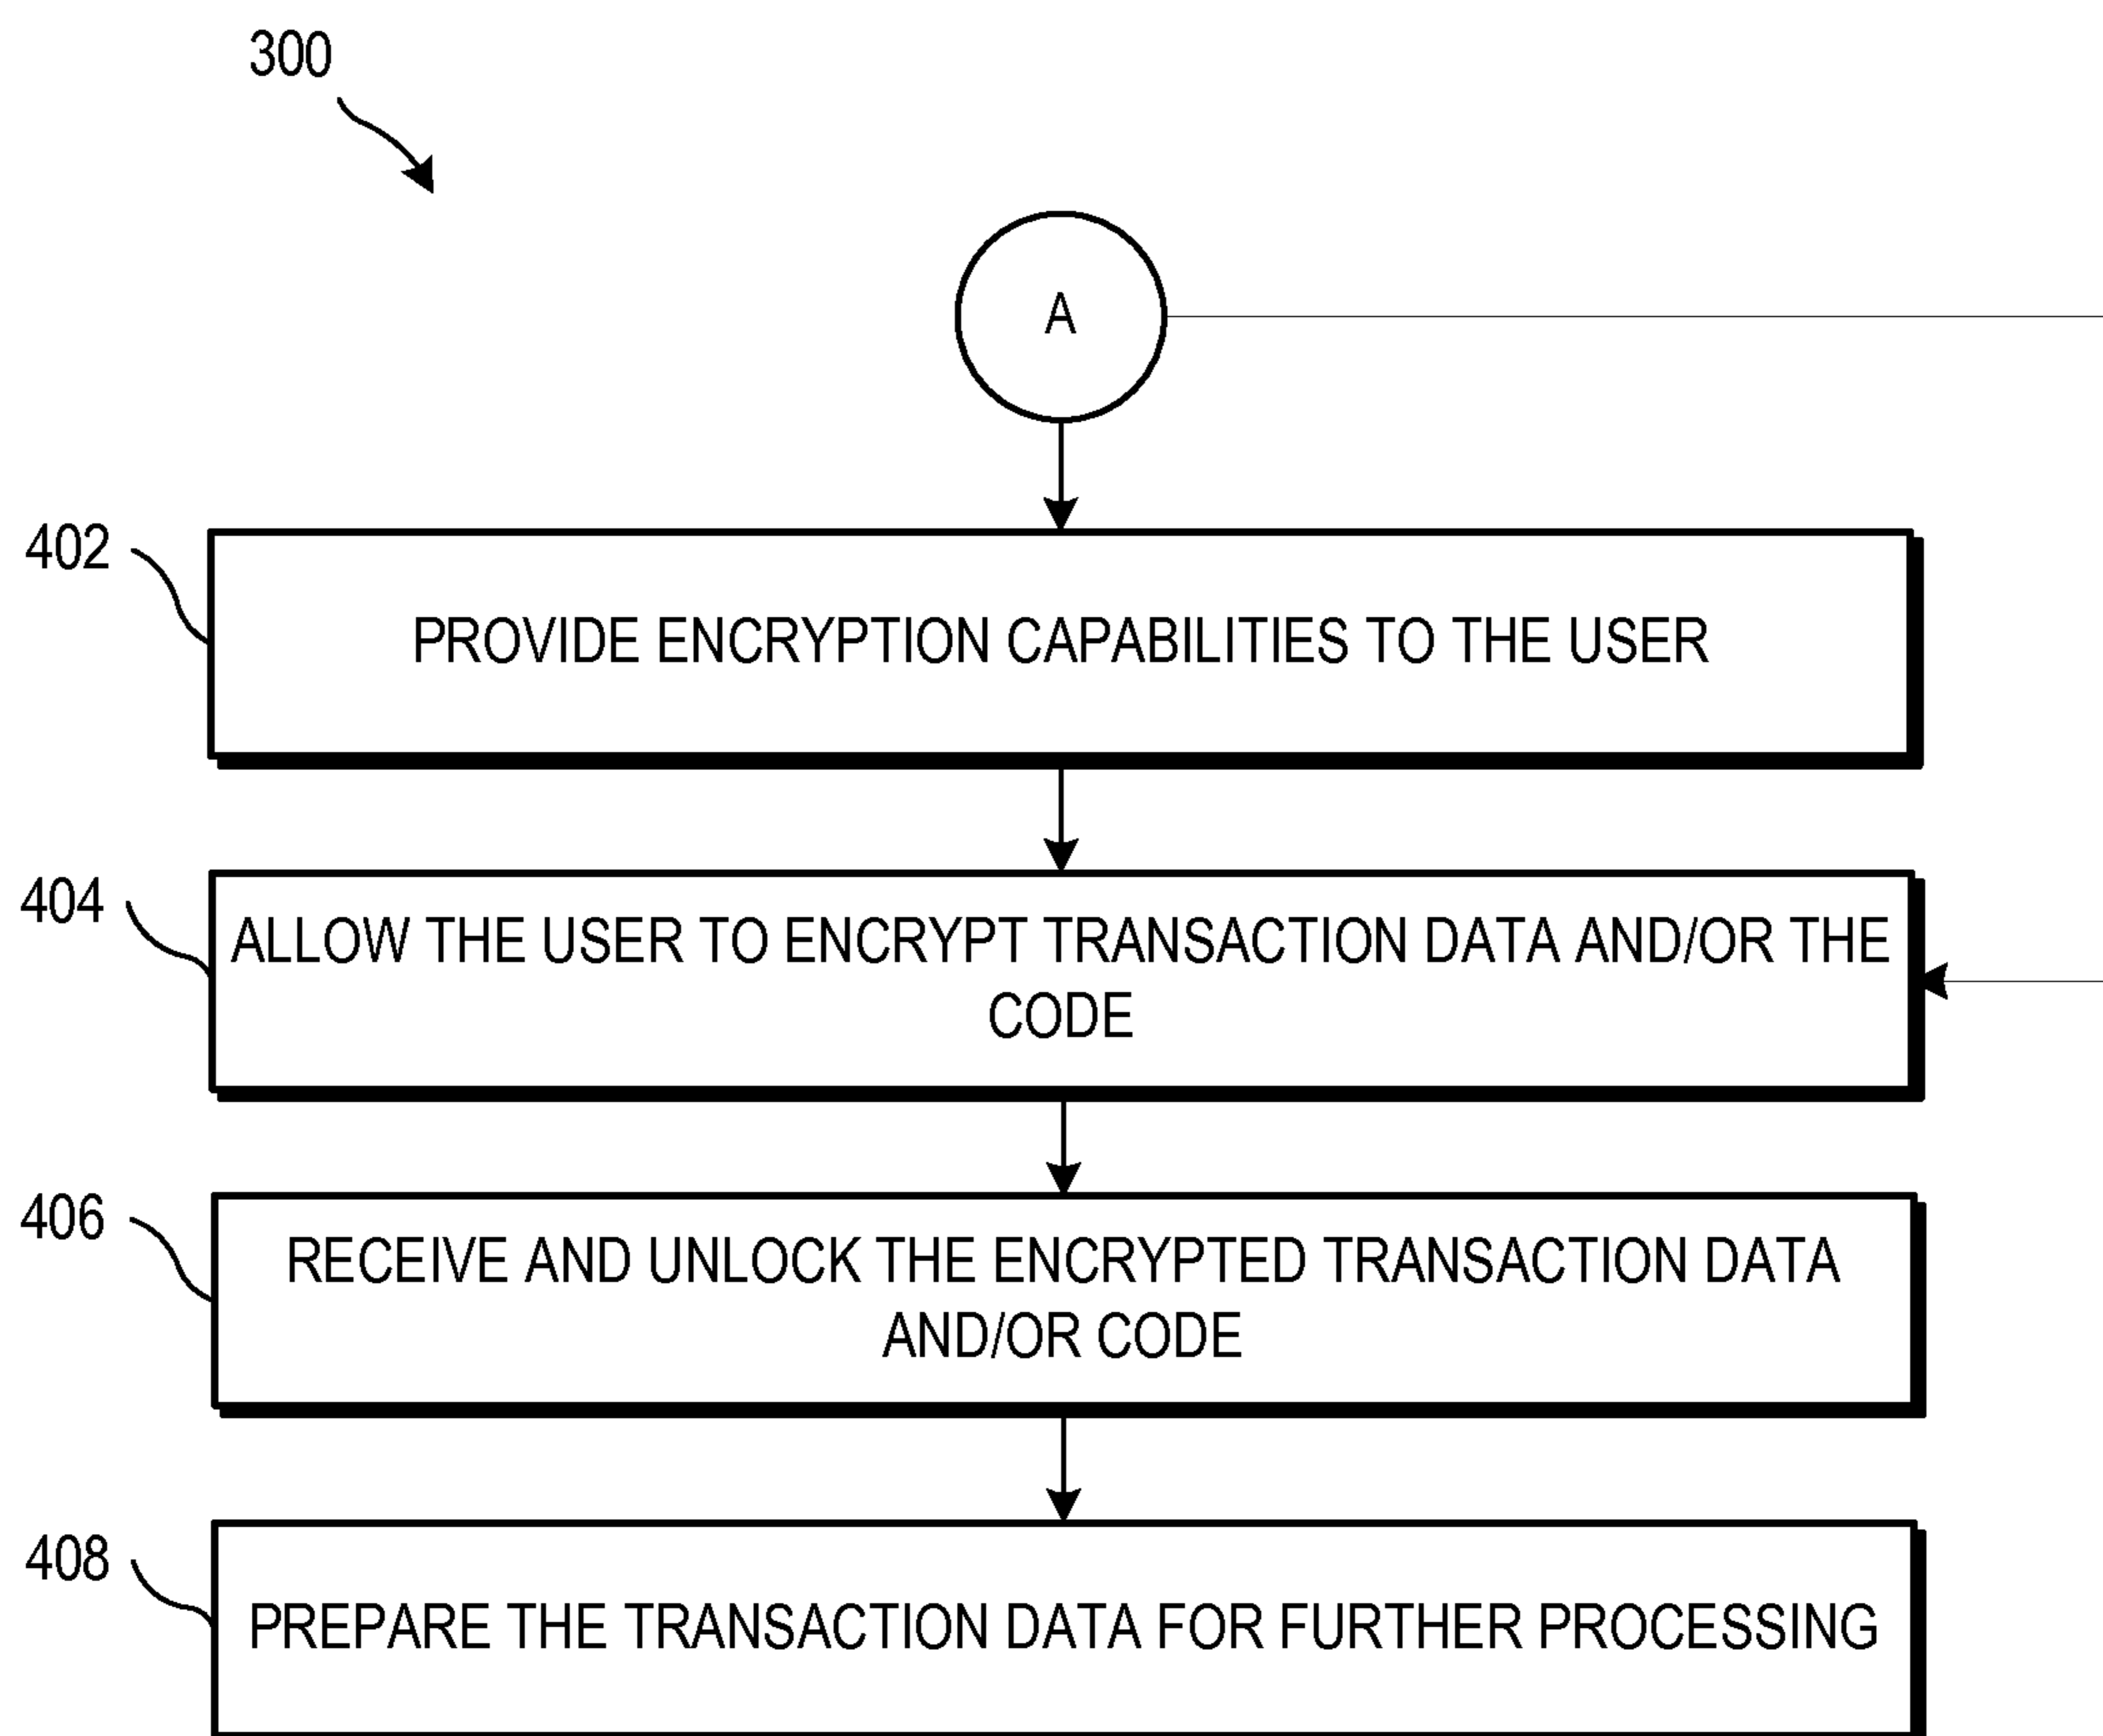 300
A
402
PROVIDE ENCRYPTION CAPABILITIES TO THE USER
404
ALLOW THE USER TO ENCRYPT TRANSACTION DATA AND/OR THE
CODE
406
RECEIVE AND UNLOCK THE ENCRYPTED TRANSACTION DATA
AND/OR CODE
408
PREPARE THE TRANSACTION DATA FOR FURTHER PROCESSING